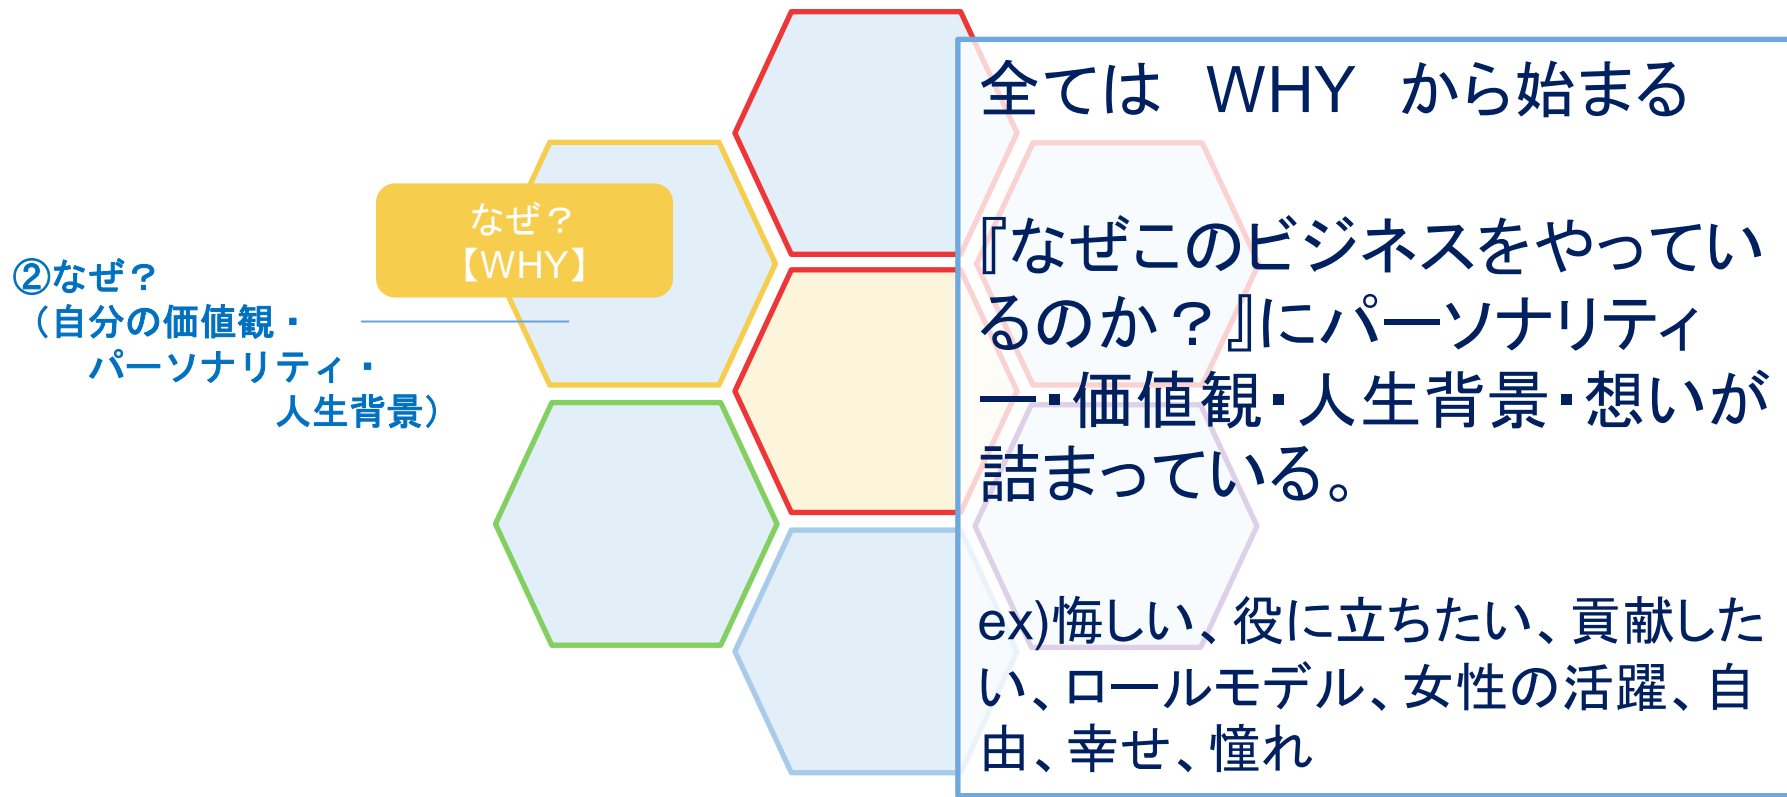 全ては　WHY　から始まる
『なぜこのビジネスをやってい
るのか？』にパーソナリティ
ー・価値観・人生背景・想いが
詰まっている。
ex)悔しい、役に立ちたい、貢献した
い、ロールモデル、女性の活躍、自
由、幸せ、憧れ
なぜ？
【WHY】
②なぜ？
（自分の価値観・
パーソナリティ・
人生背景）